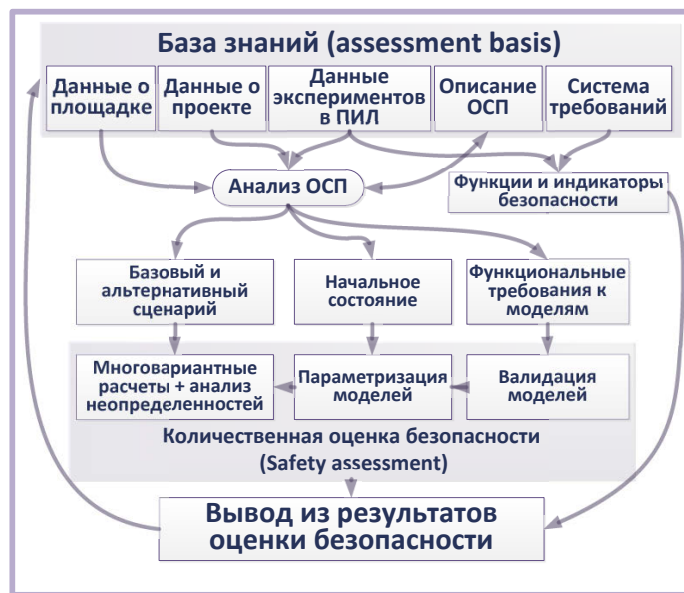 База знаний (assessment basis)
Данные о
площадке
Данные о
проекте
Данные
экспериментов
в ПИЛ
Описание
ОСП
Система
требований
Анализ ОСП
Функции и индикаторы
безопасности
Базовый и
альтернативный
сценарий
Начальное
состояние
Функциональные
требования к
моделям
Многовариантные
расчеты + анализ
неопределенностей
Параметризация
моделей
Валидация
моделей
Количественная оценка безопасности
(Safety assessment)
Вывод из результатов
оценки безопасности